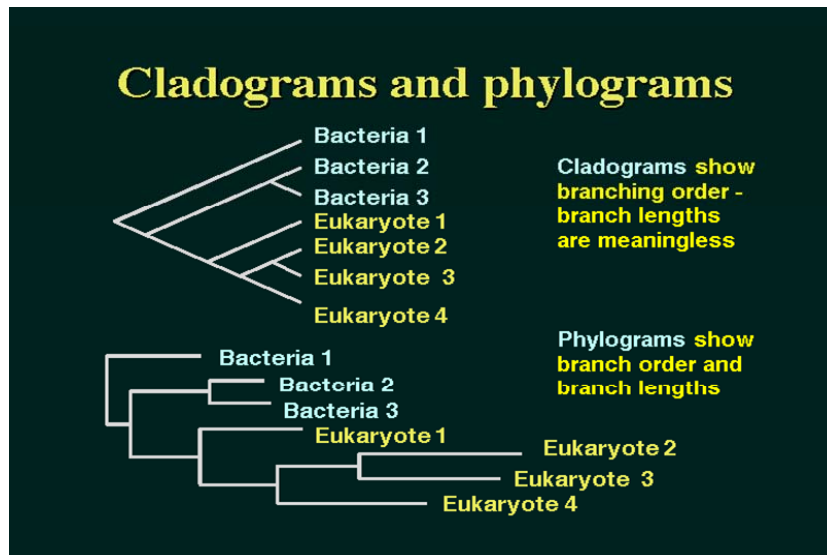 Cladograms and phylograms
Bacteria 1
Bacteria 2
Bacteria 3
Eukaryote 1
Eukaryote 2
Eukaryote 3
Eukaryote 4
Cladograms show
branching order -
branch lengths
are meaningless
Bacteria 1
Bacteria 2
Bacteria 3
Eukaryote 1
Eukaryote 2
Eukaryote 3
Eukaryote 4
Phylograms show
branch order and
branch lengths